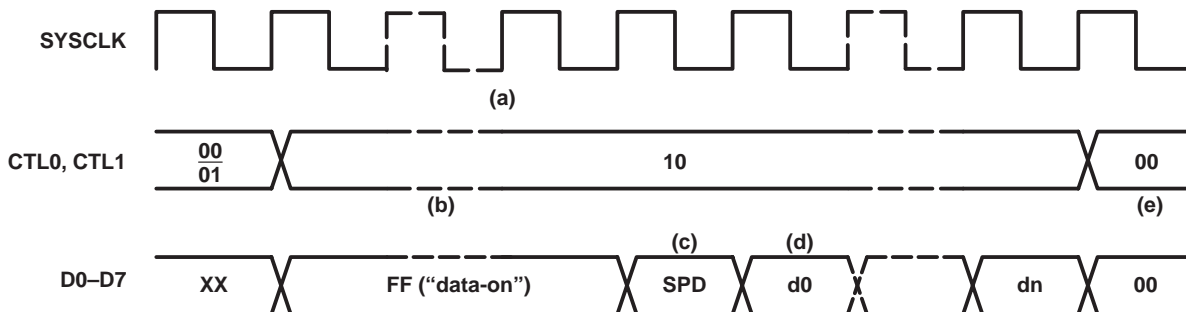 SYSCLK
(a)
CTL0, CTL1
00
01
10
00
(b)
(e)
(c)
(d)
D0–D7
XX
FF (“data-on”)
SPD
d0
dn
00